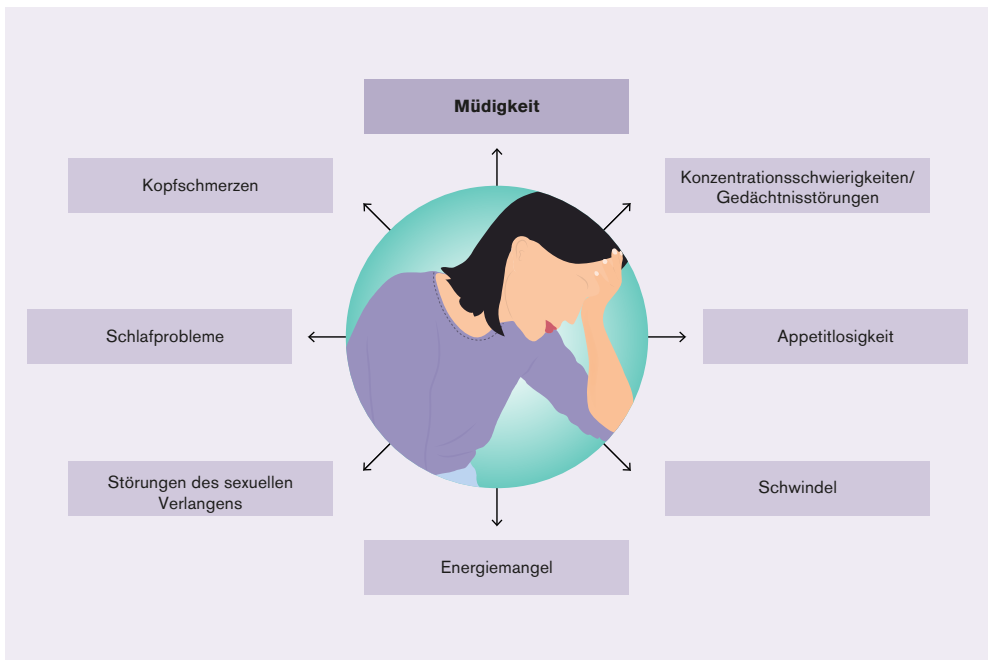 Müdigkeit
Kopfschmerzen
Konzentrationsschwierigkeiten/
Gedächtnisstörungen
Schlafprobleme
Appetitlosigkeit
Störungen des sexuellen
Verlangens
Schwindel
Energiemangel